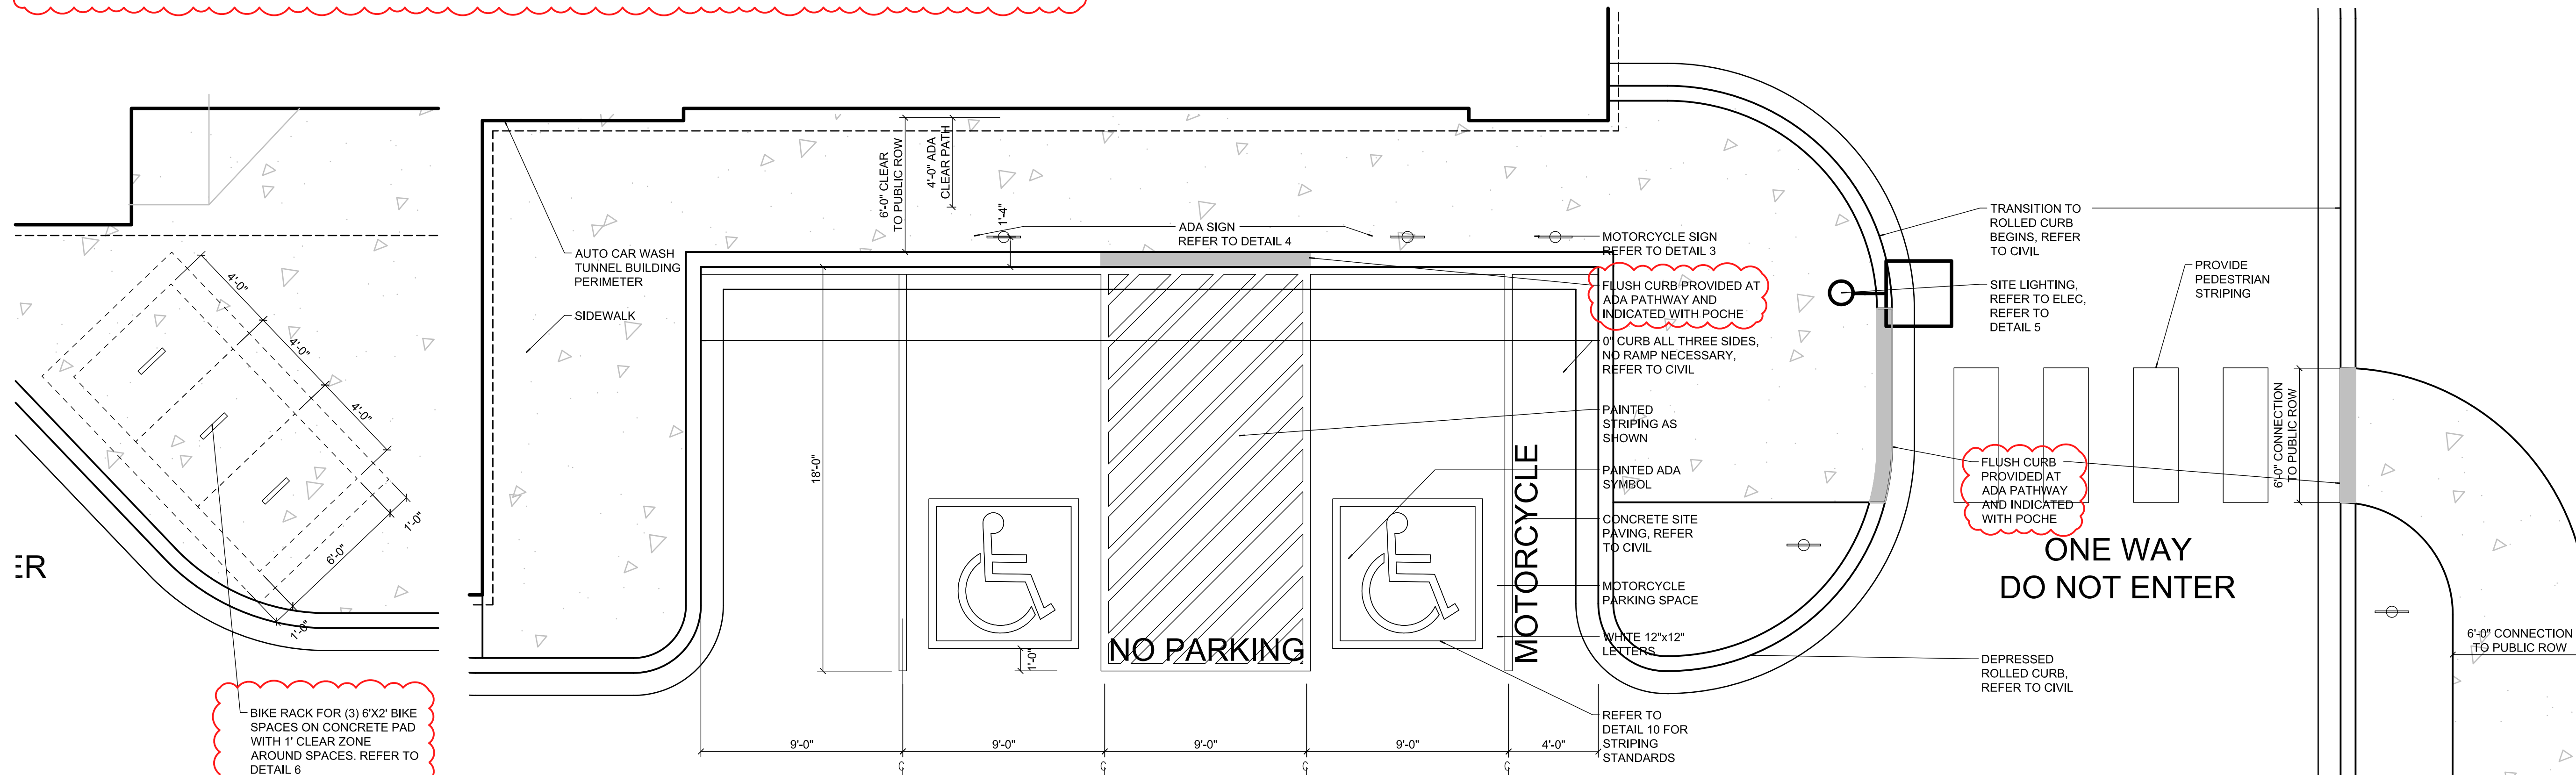 4'-0"
4'-0"
4'-0"
1'-0"
6'-0"
1'-0"
ER
BIKE RACK FOR (3) 6'X2' BIKE
SPACES ON CONCRETE PAD
WITH 1' CLEAR ZONE
AROUND SPACES. REFER TO
DETAIL 6
AUTO CAR WASH
TUNNEL BUILDING
PERIMETER
SIDEWALK
6'-0" CLEAR
TO PUBLIC ROW
4'-0" ADA
CLEAR PATH
1'-4"
ADA SIGN
REFER TO DETAIL 4
18'-0"
1'-0"
NO PARKING
MOTORCYCLE
9'-0"
9'-0"
9'-0"
9'-0"
4'-0"
MOTORCYCLE SIGN
REFER TO DETAIL 3
FLUSH CURB PROVIDED AT
ADA PATHWAY AND
INDICATED WITH POCHE
0" CURB ALL THREE SIDES,
NO RAMP NECESSARY,
REFER TO CIVIL
PAINTED
STRIPING AS
SHOWN
PAINTED ADA
SYMBOL
CONCRETE SITE
PAVING, REFER
TO CIVIL
MOTORCYCLE
PARKING SPACE
WHITE 12"x12"
LETTERS
REFER TO
DETAIL 10 FOR
STRIPING
STANDARDS
TRANSITION TO
ROLLED CURB
BEGINS, REFER
TO CIVIL
SITE LIGHTING,
REFER TO ELEC,
REFER TO
DETAIL 5
PROVIDE
PEDESTRIAN
STRIPING
6'-0" CONNECTION
TO PUBLIC ROW
FLUSH CURB
PROVIDED AT
ADA PATHWAY
AND INDICATED
WITH POCHE
ONE WAY
DO NOT ENTER
DEPRESSED
ROLLED CURB,
REFER TO CIVIL
6'-0" CONNECTION
TO PUBLIC ROW